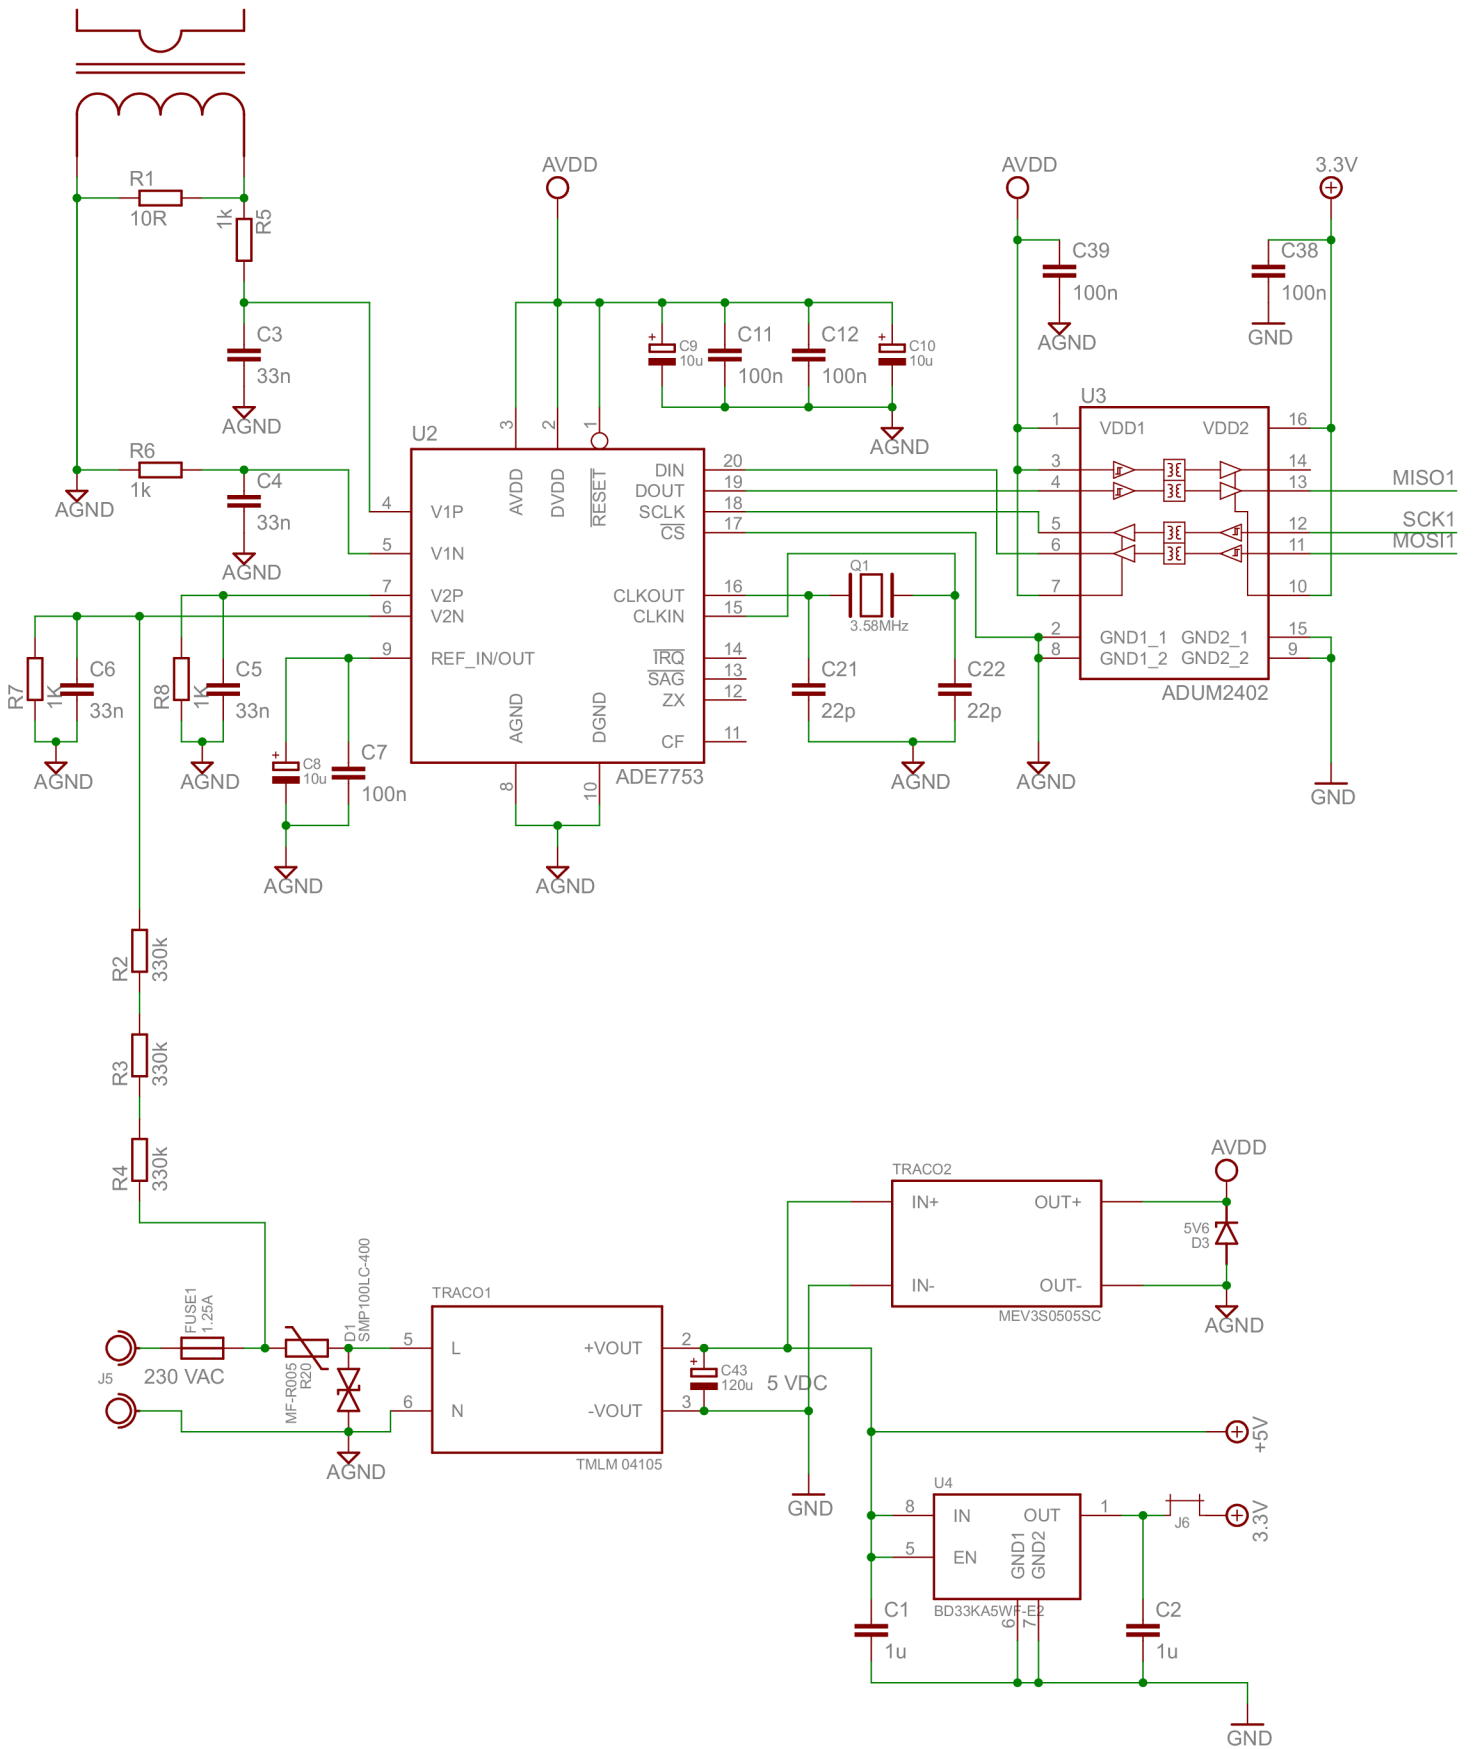 AVDD
AVDD
3.3V
R1
10R
1k
R5
C39
100n
AGND
C38
100n
GND
C3
33n
AGND
C9
10u
C11
100n
C12
100n
C10
10u
AGND
U2
3
2
1
AVDD
DVDD
RESET
R6
1k
AGND
C4
33n
AGND
4
V1P
5
V1N
7
V2P
6
V2N
9
REF_IN/OUT
DIN
20
DOUT
19
SCLK
18
CS
17
CLKOUT
16
CLKIN
15
IRQ
14
SAG
13
ZX
12
CF
11
AGND
DGND
8
10
ADE7753
U3
1
VDD1
VDD2
16
3
14
4
13
MISO1
5
12
SCK1
6
11
MOSI1
7
10
2
GND1_1
GND2_1
15
8
GND1_2
GND2_2
9
ADUM2402
AGND
GND
Q1
3.58MHz
C21
22p
C22
22p
AGND
R7
1K
C6
33n
AGND
R8
1K
C5
33n
AGND
C8
10u
C7
100n
AGND
AGND
R2
330k
R3
330k
R4
330k
J5
230 VAC
FUSE1
1.25A
MF-R005
R20
D1
SMP100LC-400
AGND
TRACO1
5
L
+VOUT
2
6
N
-VOUT
3
TMLM 04105
C43
120u
5 VDC
GND
TRACO2
IN+
OUT+
IN-
OUT-
MEV3S0505SC
AVDD
5V6
D3
AGND
+5V
U4
8
IN
OUT
1
5
EN
GND1
GND2
BD33KA5WF-E2
6
7
J6
3.3V
C1
1u
C2
1u
GND